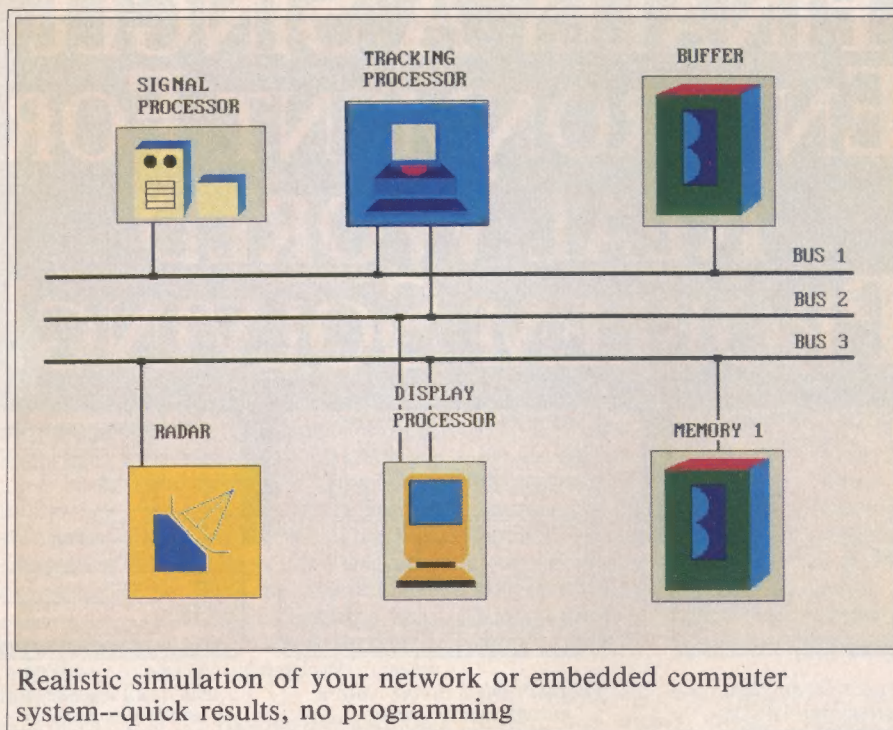 SIGNAL
PROCESSOR
TRACKING
PROCESSOR
BUFFER
BUS 1
BUS 2
BUS 3
RADAR
DISPLAY
PROCESSOR
MEMORY 1
Realistic simulation of your network or embedded computer
system--quick results, no programming